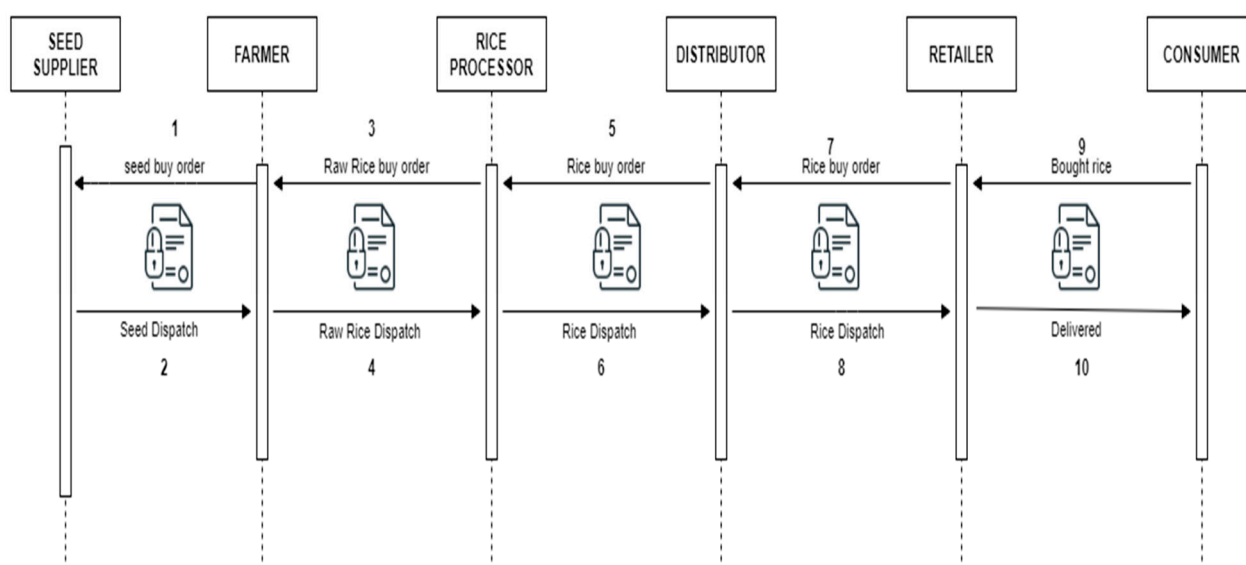 SEED
SUPPLIER
FARMER
RICE
PROCESSOR
DISTRIBUTOR
RETAILER
CONSUMER
1
3
5
7
9
seed buy order
Raw Rice buy order
Rice buy order
Rice buy order
Bought rice
Seed Dispatch
Raw Rice Dispatch
Rice Dispatch
Rice Dispatch
Delivered
2
4
6
8
10